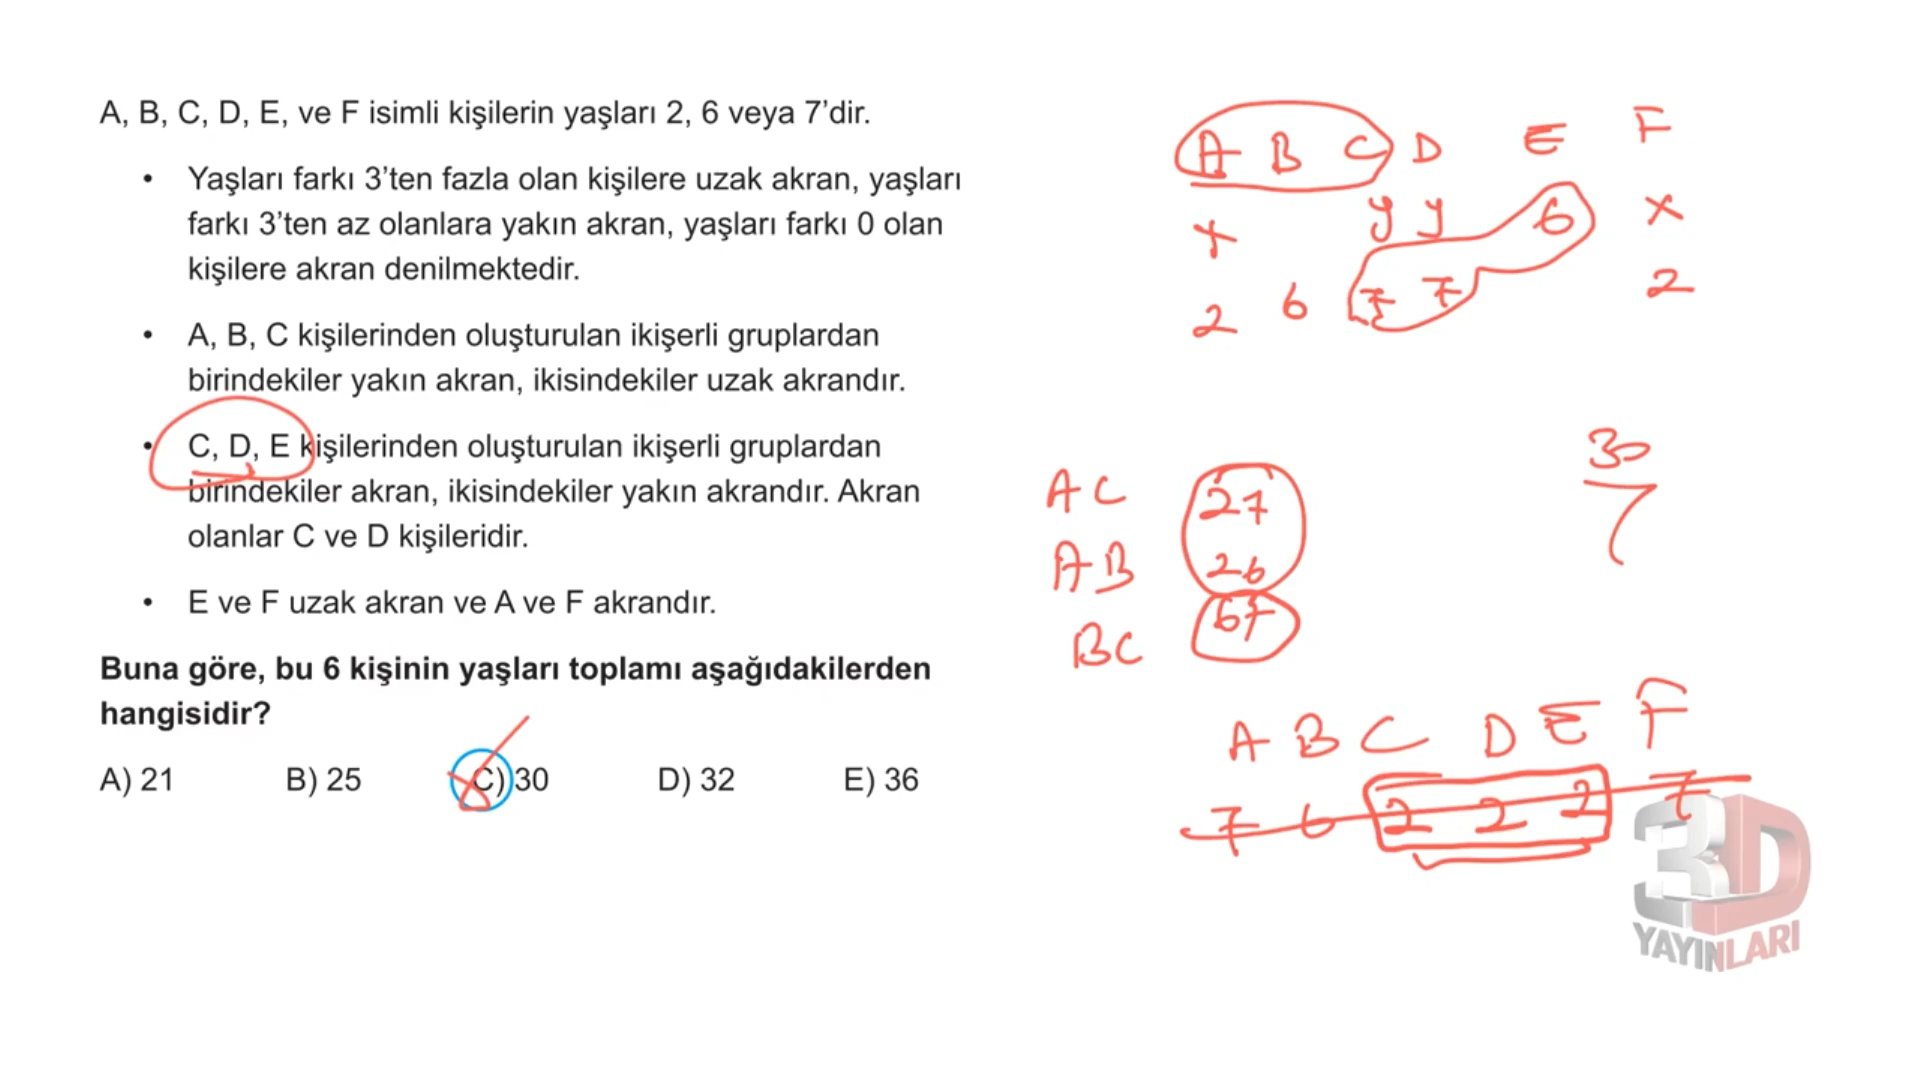 A, B, C, D, E, ve F isimli kişilerin yaşları 2, 6 veya 7’dir.
• Yaşları farkı 3’ten fazla olan kişilere uzak akran, yaşları
farkı 3’ten az olanlara yakın akran, yaşları farkı 0 olan
kişilere akran denilmektedir.
• A, B, C kişilerinden oluşturulan ikişerli gruplardan
birindekiler yakın akran, ikisindekiler uzak akrandır.
• C, D, E kişilerinden oluşturulan ikişerli gruplardan
birindekiler akran, ikisindekiler yakın akrandır. Akran
olanlar C ve D kişileridir.
• E ve F uzak akran ve A ve F akrandır.
Buna göre, bu 6 kişinin yaşları toplamı aşağıdakilerden
hangisidir?
A) 21 B) 25 C) 30 D) 32 E) 36
A B C D E F
x y y 6 x
2 6 7 7 2
30
AC 27
AB 26
BC 67
A B C D E F
7 6 2 2 2 7
3D
YAYINLARI